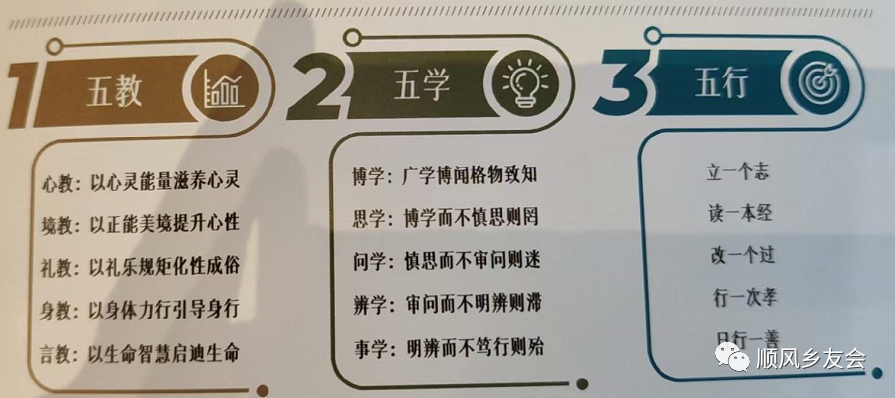 1 五教
心教：以心灵能量滋养心灵
境教：以正能美境提升心性
礼教：以礼乐规矩化性成俗
身教：以身体力行引导身行
言教：以生命智慧启迪生命
2 五学
博学：广学博闻格物致知
思学：博学而不慎思则罔
问学：慎思而不审问则迷
辨学：审问而不明辨则滞
事学：明辨而不笃行则殆
3 五行
立一个志
读一本经
改一个过
行一次孝
日行一善
顺风乡友会